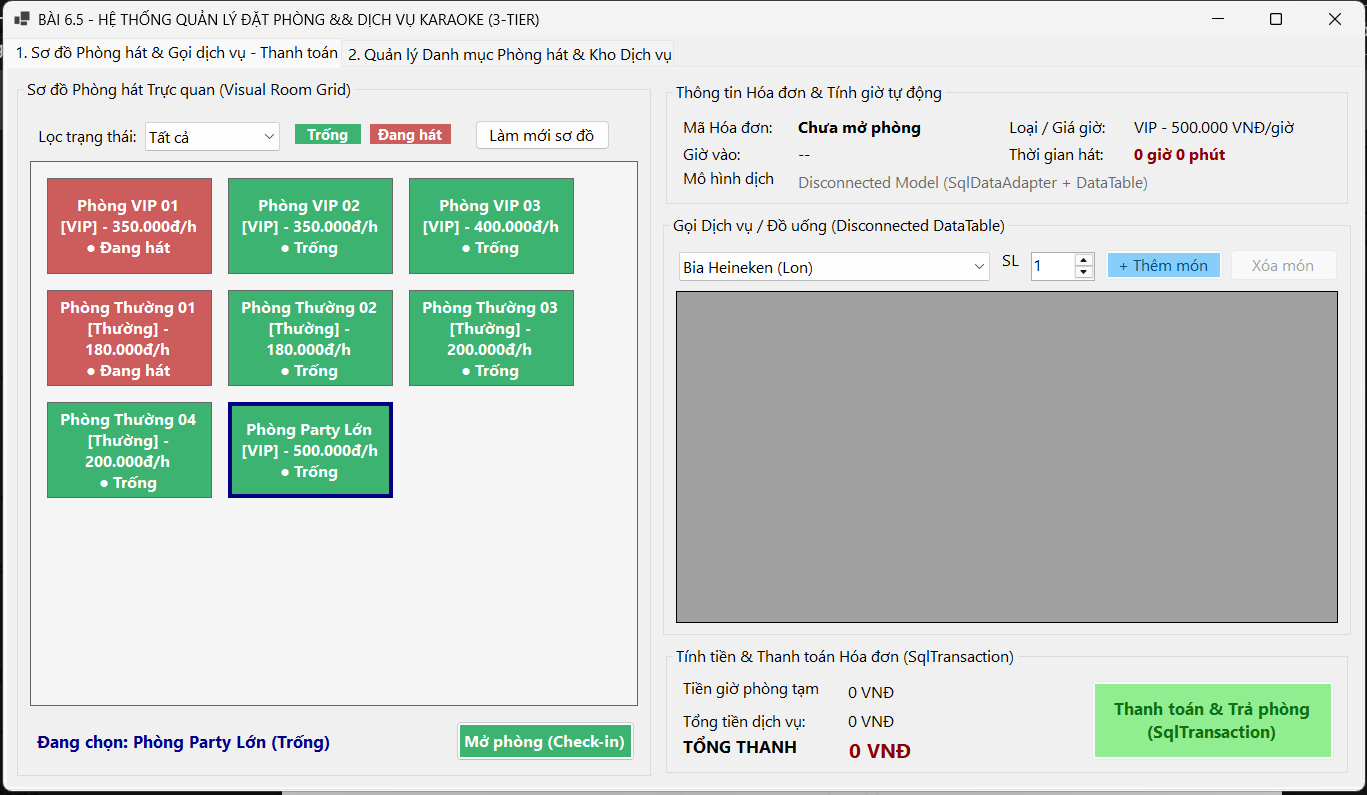 BÀI 6.5 - HỆ THỐNG QUẢN LÝ ĐẶT PHÒNG && DỊCH VỤ KARAOKE (3-TIER)
1. Sơ đồ Phòng hát & Gọi dịch vụ - Thanh toán
2. Quản lý Danh mục Phòng hát & Kho Dịch vụ
Sơ đồ Phòng hát Trực quan (Visual Room Grid)
Lọc trạng thái:
Tất cả
Trống
Đang hát
Làm mới sơ đồ
Phòng VIP 01
[VIP] - 350.000đ/h
● Đang hát
Phòng VIP 02
[VIP] - 350.000đ/h
● Trống
Phòng VIP 03
[VIP] - 400.000đ/h
● Trống
Phòng Thường 01
[Thường] -
180.000đ/h
● Đang hát
Phòng Thường 02
[Thường] -
180.000đ/h
● Trống
Phòng Thường 03
[Thường] -
200.000đ/h
● Trống
Phòng Thường 04
[Thường] -
200.000đ/h
● Trống
Phòng Party Lớn
[VIP] - 500.000đ/h
● Trống
Đang chọn: Phòng Party Lớn (Trống)
Mở phòng (Check-in)
Thông tin Hóa đơn & Tính giờ tự động
Mã Hóa đơn:
Chưa mở phòng
Loại / Giá giờ:
VIP - 500.000 VNĐ/giờ
Giờ vào:
--
Thời gian hát:
0 giờ 0 phút
Mô hình dịch
Disconnected Model (SqlDataAdapter + DataTable)
Gọi Dịch vụ / Đồ uống (Disconnected DataTable)
Bia Heineken (Lon)
SL
1
+ Thêm món
Xóa món
Tính tiền & Thanh toán Hóa đơn (SqlTransaction)
Tiền giờ phòng tạm
0 VNĐ
Tổng tiền dịch vụ:
0 VNĐ
TỔNG THANH
0 VNĐ
Thanh toán & Trả phòng
(SqlTransaction)